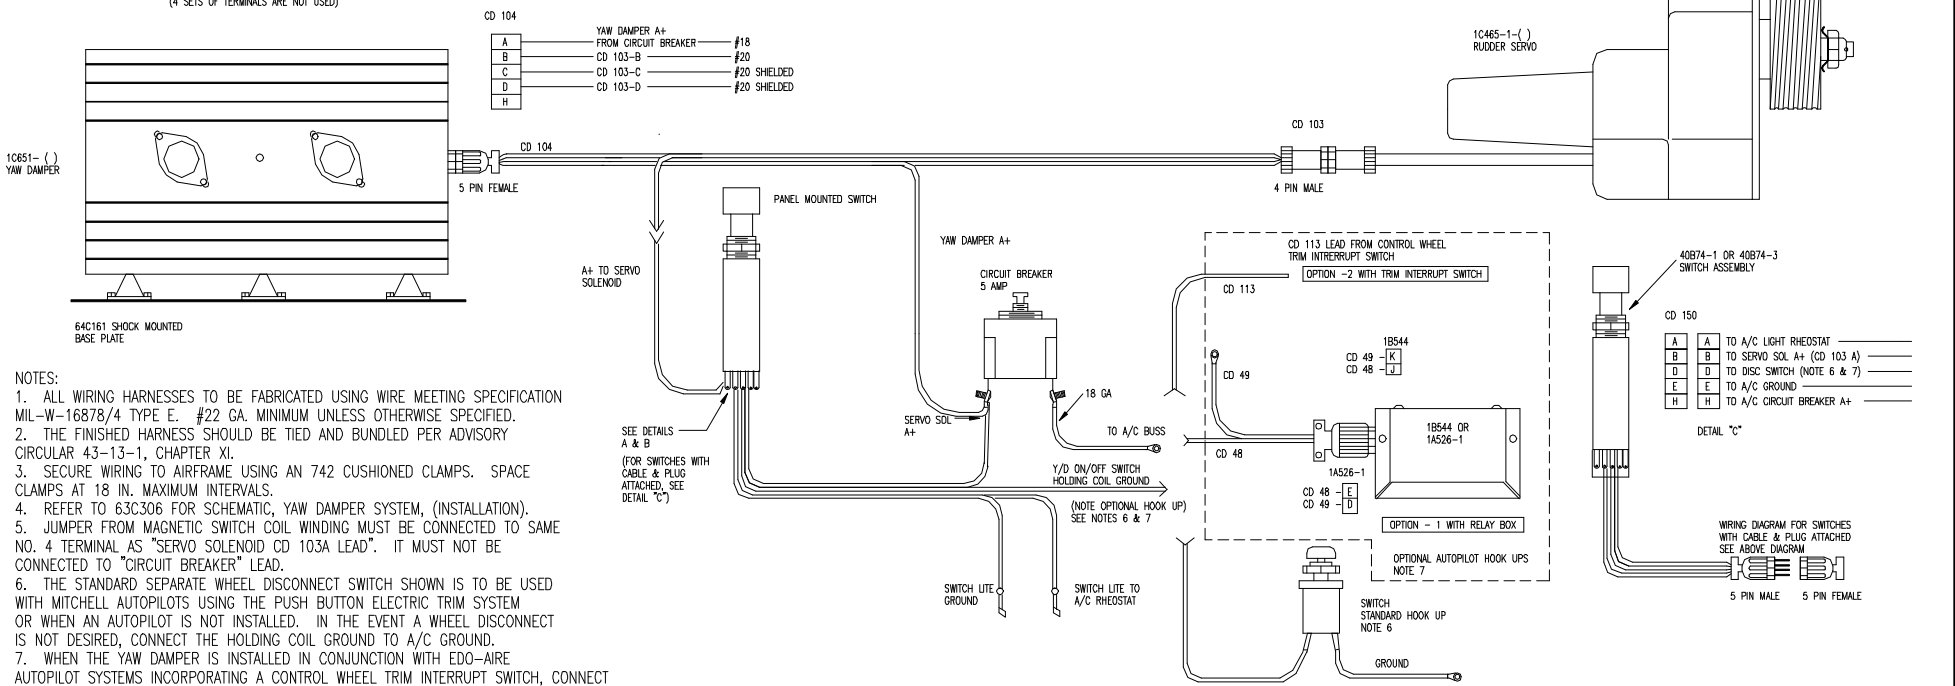 (4 SETS OF TERMINALS ARE NOT USED)
CD 104
A
YAW DAMPER A+
FROM CIRCUIT BREAKER
#18
B
CD 103-B
#20
C
CD 103-C
#20 SHIELDED
D
CD 103-D
#20 SHIELDED
H
1C465-1-( )
RUDDER SERVO
1C651- ( )
YAW DAMPER
CD 104
5 PIN FEMALE
CD 103
4 PIN MALE
64C161 SHOCK MOUNTED
BASE PLATE
PANEL MOUNTED SWITCH
A+ TO SERVO
SOLENOID
YAW DAMPER A+
CIRCUIT BREAKER
5 AMP
18 GA
SERVO SOL
A+
TO A/C BUSS
SEE DETAILS
A & B
(FOR SWITCHES WITH
CABLE & PLUG
ATTACHED, SEE
DETAIL "C")
Y/D ON/OFF SWITCH
HOLDING COIL GROUND
(NOTE OPTIONAL HOOK UP)
SEE NOTES 6 & 7
SWITCH LITE
GROUND
SWITCH LITE TO
A/C RHEOSTAT
CD 113 LEAD FROM CONTROL WHEEL
TRIM INTRERRUPT SWITCH
OPTION -2 WITH TRIM INTERRUPT SWITCH
CD 113
1B544
CD 49 - K
CD 48 - J
CD 49
CD 48
1B544 OR
1A526-1
1A526-1
CD 48 - E
CD 49 - D
OPTION - 1 WITH RELAY BOX
OPTIONAL AUTOPILOT HOOK UPS
NOTE 7
SWITCH
STANDARD HOOK UP
NOTE 6
GROUND
40B74-1 OR 40B74-3
SWITCH ASSEMBLY
CD 150
A A TO A/C LIGHT RHEOSTAT
B B TO SERVO SOL A+ (CD 103 A)
D D TO DISC SWITCH (NOTE 6 & 7)
E E TO A/C GROUND
H H TO A/C CIRCUIT BREAKER A+
DETAIL "C"
WIRING DIAGRAM FOR SWITCHES
WITH CABLE & PLUG ATTACHED
SEE ABOVE DIAGRAM
5 PIN MALE
5 PIN FEMALE
NOTES:
1. ALL WIRING HARNESSES TO BE FABRICATED USING WIRE MEETING SPECIFICATION
MIL-W-16878/4 TYPE E. #22 GA. MINIMUM UNLESS OTHERWISE SPECIFIED.
2. THE FINISHED HARNESS SHOULD BE TIED AND BUNDLED PER ADVISORY
CIRCULAR 43-13-1, CHAPTER XI.
3. SECURE WIRING TO AIRFRAME USING AN 742 CUSHIONED CLAMPS. SPACE
CLAMPS AT 18 IN. MAXIMUM INTERVALS.
4. REFER TO 63C306 FOR SCHEMATIC, YAW DAMPER SYSTEM, (INSTALLATION).
5. JUMPER FROM MAGNETIC SWITCH COIL WINDING MUST BE CONNECTED TO SAME
NO. 4 TERMINAL AS "SERVO SOLENOID CD 103A LEAD". IT MUST NOT BE
CONNECTED TO "CIRCUIT BREAKER" LEAD.
6. THE STANDARD SEPARATE WHEEL DISCONNECT SWITCH SHOWN IS TO BE USED
WITH MITCHELL AUTOPILOTS USING THE PUSH BUTTON ELECTRIC TRIM SYSTEM
OR WHEN AN AUTOPILOT IS NOT INSTALLED. IN THE EVENT A WHEEL DISCONNECT
IS NOT DESIRED, CONNECT THE HOLDING COIL GROUND TO A/C GROUND.
7. WHEN THE YAW DAMPER IS INSTALLED IN CONJUNCTION WITH EDO-AIRE
AUTOPILOT SYSTEMS INCORPORATING A CONTROL WHEEL TRIM INTERRUPT SWITCH, CONNECT